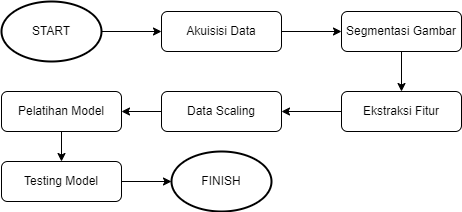 START
Akuisisi Data
Segmentasi Gambar
Ekstraksi Fitur
Data Scaling
Pelatihan Model
Testing Model
FINISH